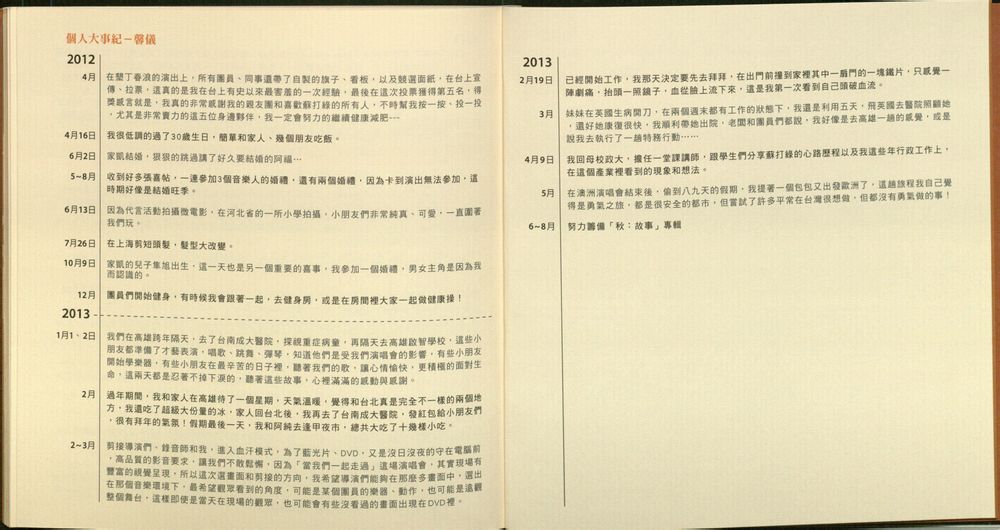 個人大事紀－馨儀
2012
4月 在墾丁春浪的演出上，所有團員、同事還帶了自製的旗子、看板，以及競選面紙，在台上宣
傳、拉票，這真的是我在台上有史以來最害羞的一次經驗，最後在這次投票獲得第五名，得
獎感言就是，我真的非常感謝我的親友團和喜歡蘇打綠的所有人，不時幫我按一按、投一投
，尤其是非常賣力的這五位身邊夥伴，我一定會努力的繼續健康減肥---
4月16日 我很低調的過了30歲生日，簡單和家人、幾個朋友吃飯。
6月2日 家凱結婚，狠狠的跳過講了好久要結婚的阿福…
5~8月 收到好多張喜帖，一連參加3個音樂人的婚禮，還有兩個婚禮，因為卡到演出無法參加，這
時期好像是結婚旺季。
6月13日 因為代言活動拍攝微電影，在河北省的一所小學拍攝，小朋友們非常純真、可愛，一直圍著
我們玩。
7月26日 在上海剪短頭髮，髮型大改變。
10月9日 家凱的兒子隼旭出生，這一天也是另一個重要的喜事，我參加一個婚禮，男女主角是因為我
而認識的。
12月 團員們開始健身，有時候我會跟著一起，去健身房，或是在房間裡大家一起做健康操！
2013
1月1、2日 我們在高雄跨年隔天，去了台南成大醫院，探視重症病童，再隔天去高雄啟智學校，這些小
朋友都準備了才藝表演，唱歌、跳舞、彈琴，知道他們是受我們演唱會的影響，有些小朋友
開始學樂器，有些小朋友在最辛苦的日子裡，聽著我們的歌，讓心情愉快，更積極的面對生
命，這兩天都是忍著不掉下淚的，聽著這些故事，心裡滿滿的感動與感謝。
2月 過年期間，我和家人在高雄待了一個星期，天氣溫暖，覺得和台北真是完全不一樣的兩個地
方，我還吃了超級大份量的冰，家人回台北後，我再去了台南成大醫院，發紅包給小朋友們
，很有拜年的氣氛！假期最後一天，我和阿純去逢甲夜市，總共大吃了十幾樣小吃。
2~3月 剪接導演們、錄音師和我，進入血汗模式，為了藍光片、DVD，又是沒日沒夜的守在電腦前
，高品質的影音要求，讓我們不敢鬆懈，因為「當我們一起走過」這場演唱會，其實現場有
豐富的視覺呈現，所以這次選畫面和剪接的方向，我希望導演們能夠在那麼多畫面中，選出
在那個音樂環境下，最希望觀眾看到的角度，可能是某個團員的樂器、動作，也可能是遠觀
整個舞台，這樣即使是當天在現場的觀眾，也可能會有些沒看過的畫面出現在DVD裡。
2013
2月19日 已經開始工作，我那天決定要先去拜拜，在出門前撞到家裡其中一扇門的一塊鐵片，只感覺一
陣劇痛，抬頭一照鏡子，血從臉上流下來，這是我第一次看到自己頭破血流。
3月 妹妹在英國生病開刀，在兩個週末都有工作的狀態下，我還是利用五天，飛英國去醫院照顧她
，還好她康復很快，我順利帶她出院，老闆和團員們都說，我好像是去高雄一趟的感覺，或是
說我去執行了一趟特務行動……
4月9日 我回母校政大，擔任一堂課講師，跟學生們分享蘇打綠的心路歷程以及我這些年行政工作上，
在這個產業裡看到的現象和想法。
5月 在澳洲演唱會結束後，偷到八九天的假期，我提著一個包包又出發歐洲了，這趟旅程我自己覺
得是勇氣之旅，都是很安全的都市，但嘗試了許多平常在台灣很想做，但都沒有勇氣做的事！
6~8月 努力籌備「秋：故事」專輯